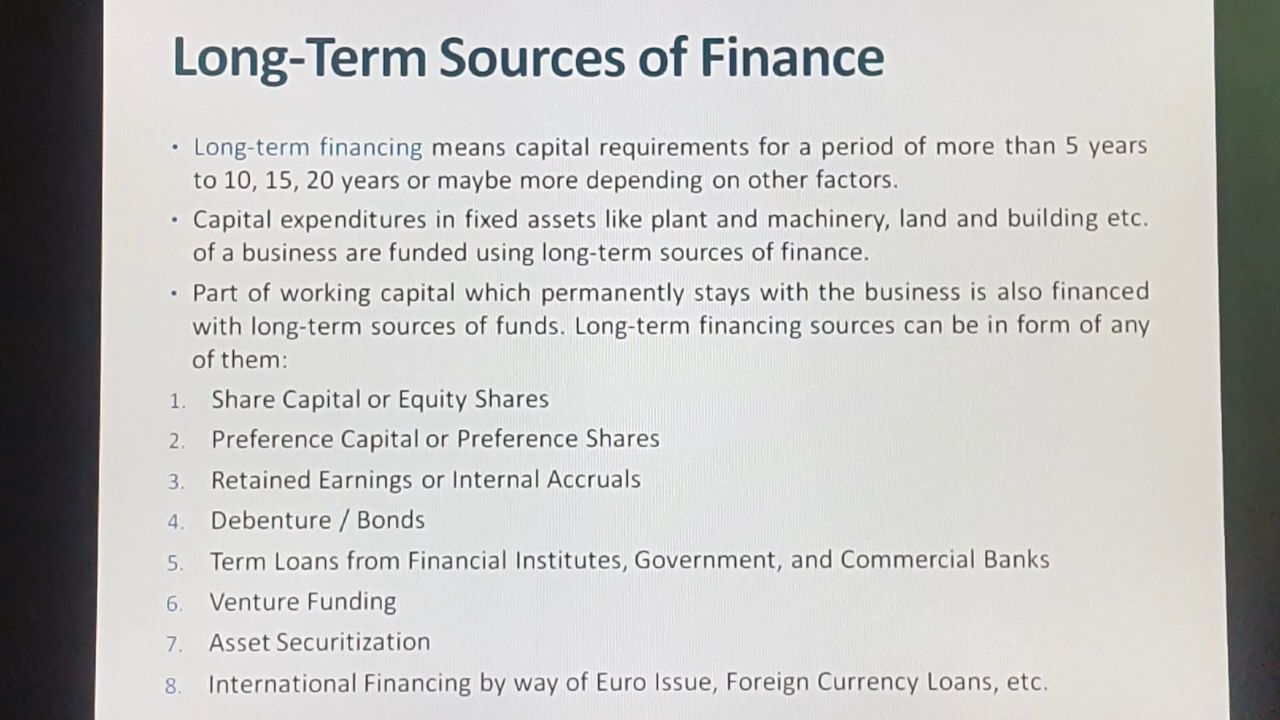 Long-Term Sources of Finance
• Long-term financing means capital requirements for a period of more than 5 years
to 10, 15, 20 years or maybe more depending on other factors.
• Capital expenditures in fixed assets like plant and machinery, land and building etc.
of a business are funded using long-term sources of finance.
• Part of working capital which permanently stays with the business is also financed
with long-term sources of funds. Long-term financing sources can be in form of any
of them:
1. Share Capital or Equity Shares
2. Preference Capital or Preference Shares
3. Retained Earnings or Internal Accruals
4. Debenture / Bonds
5. Term Loans from Financial Institutes, Government, and Commercial Banks
6. Venture Funding
7. Asset Securitization
8. International Financing by way of Euro Issue, Foreign Currency Loans, etc.